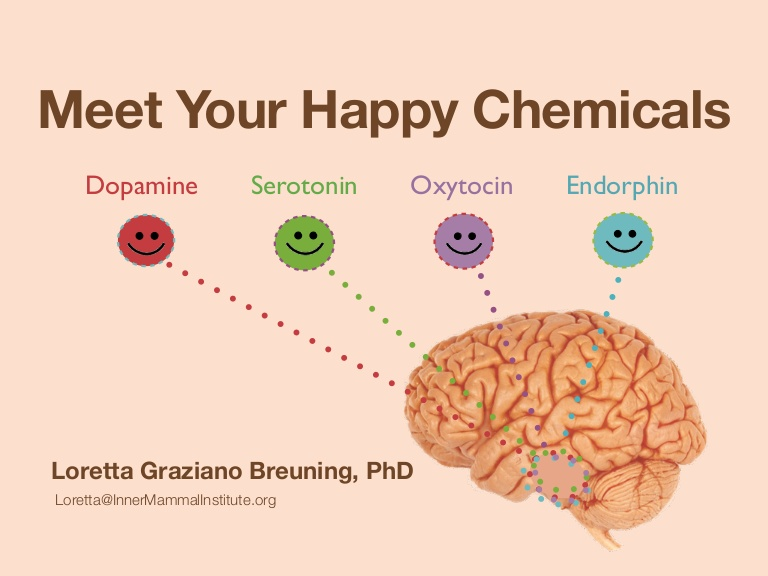 Meet Your Happy Chemicals
Dopamine Serotonin Oxytocin Endorphin
Loretta Graziano Breuning, PhD
Loretta@InnerMammalInstitute.org